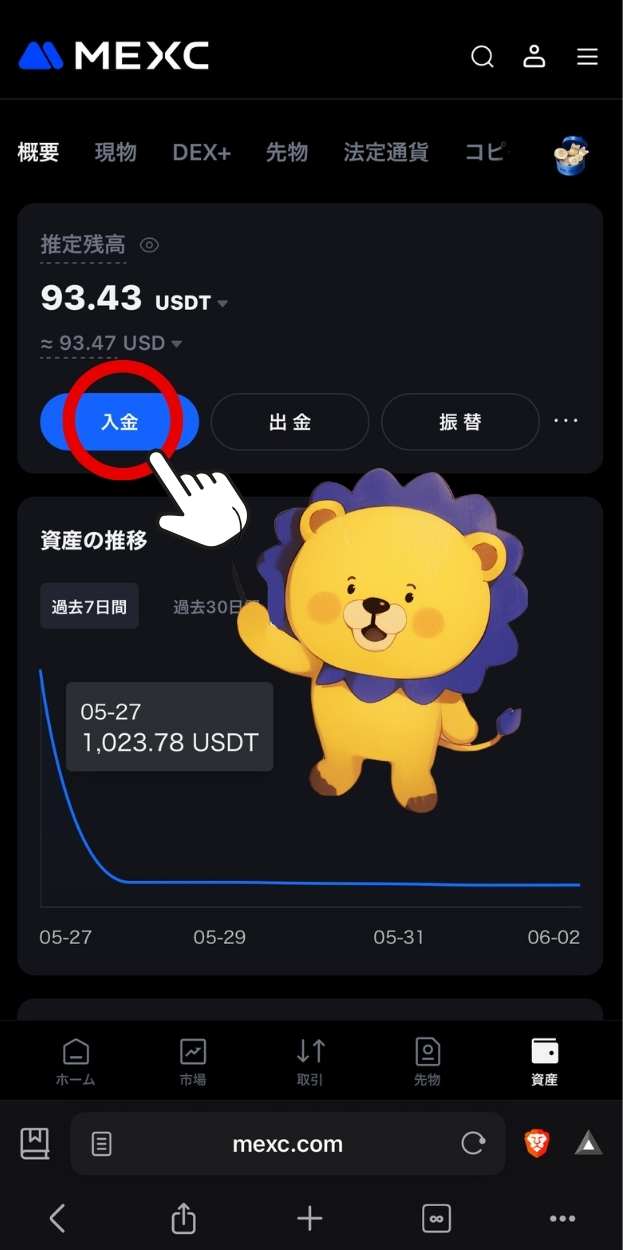 MEXC
概要 現物 DEX+ 先物 法定通貨 コピ
推定残高
93.43 USDT
≈ 93.47 USD
入金 出金 振替 ...
資産の推移
過去7日間 過去30日間
05-27
1,023.78 USDT
05-27 05-29 05-31 06-02
ホーム 市場 取引 先物 資産
mexc.com